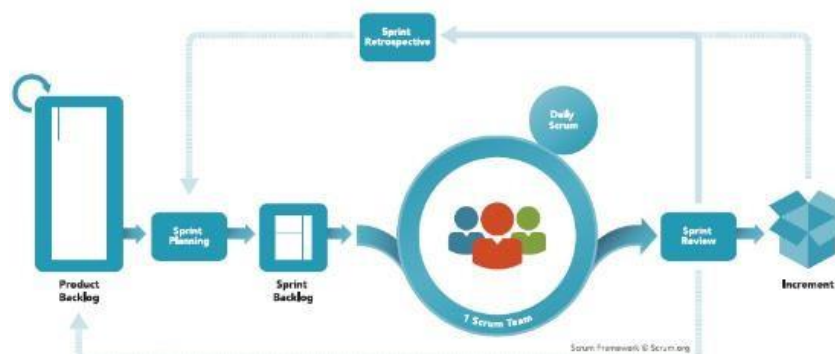 Sprint
Retrospective
Daily
Scrum
Sprint
Planning
Sprint
Review
Product
Backlog
Sprint
Backlog
Increment
1 Scrum Team
Scrum Framework © Scrum.org